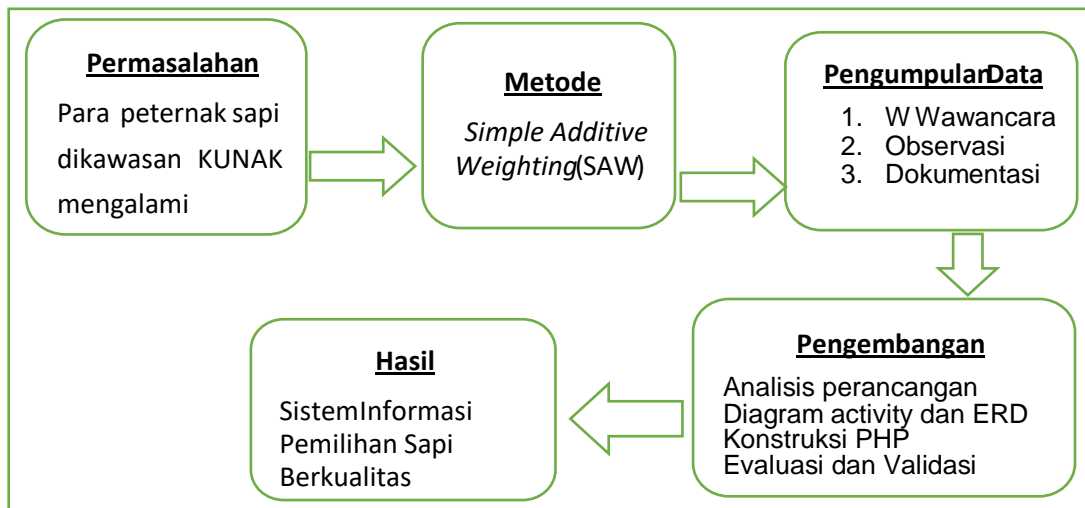 Permasalahan
Para peternak sapi
dikawasan KUNAK
mengalami
Metode
Simple Additive
Weighting(SAW)
PengumpulanData
1. W Wawancara
2. Observasi
3. Dokumentasi
Pengembangan
Analisis perancangan
Diagram activity dan ERD
Konstruksi PHP
Evaluasi dan Validasi
Hasil
SistemInformasi
Pemilihan Sapi
Berkualitas